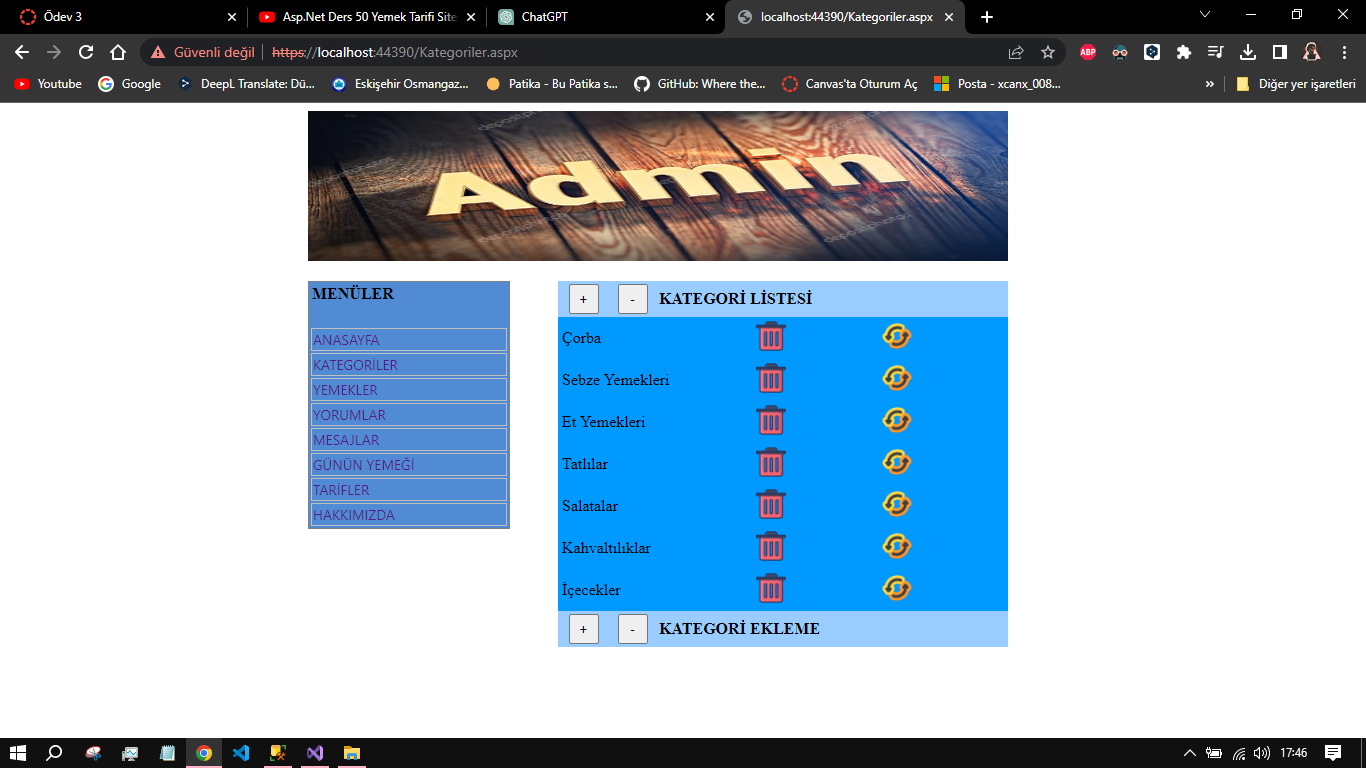 Ödev 3
Asp.Net Ders 50 Yemek Tarifi Site
ChatGPT
localhost:44390/Kategoriler.aspx
Güvenli değil
https://localhost:44390/Kategoriler.aspx
ABP
Youtube
Google
DeepL Translate: Dü...
Eskişehir Osmangaz...
Patika - Bu Patika s...
GitHub: Where the...
Canvas'ta Oturum Aç
Posta - xcanx_008...
»
Diğer yer işaretleri
Admin
MENÜLER
ANASAYFA
KATEGORİLER
YEMEKLER
YORUMLAR
MESAJLAR
GÜNÜN YEMEĞİ
TARİFLER
HAKKIMIZDA
+ - KATEGORİ LİSTESİ
Çorba
Sebze Yemekleri
Et Yemekleri
Tatlılar
Salatalar
Kahvaltılıklar
İçecekler
+ - KATEGORİ EKLEME
17:46